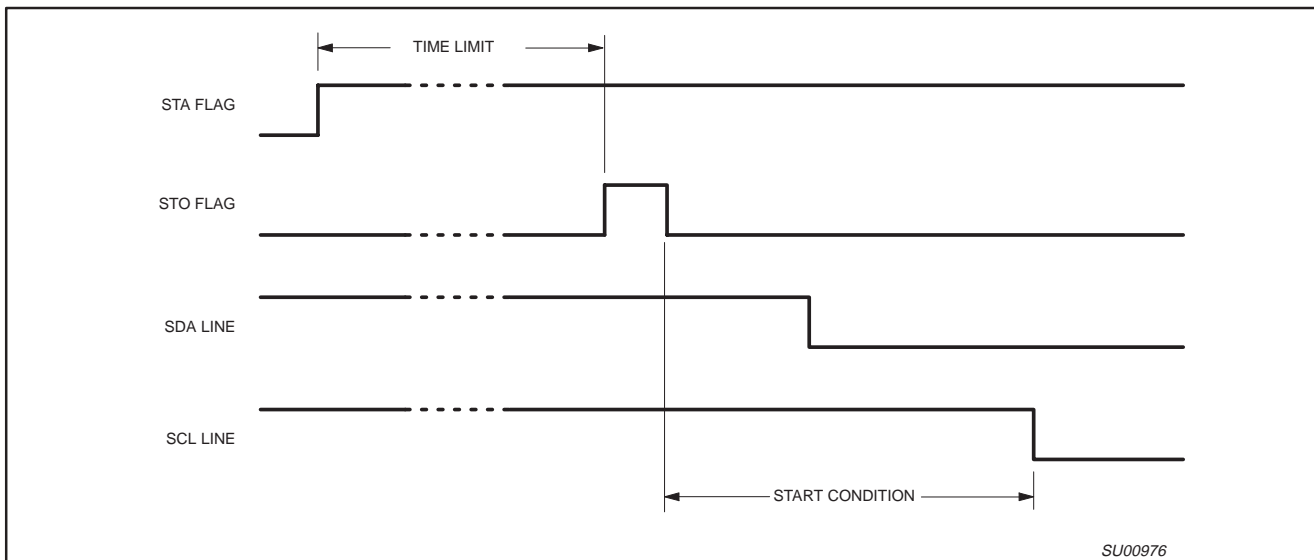 TIME LIMIT
STA FLAG
STO FLAG
SDA LINE
SCL LINE
START CONDITION
SU00976